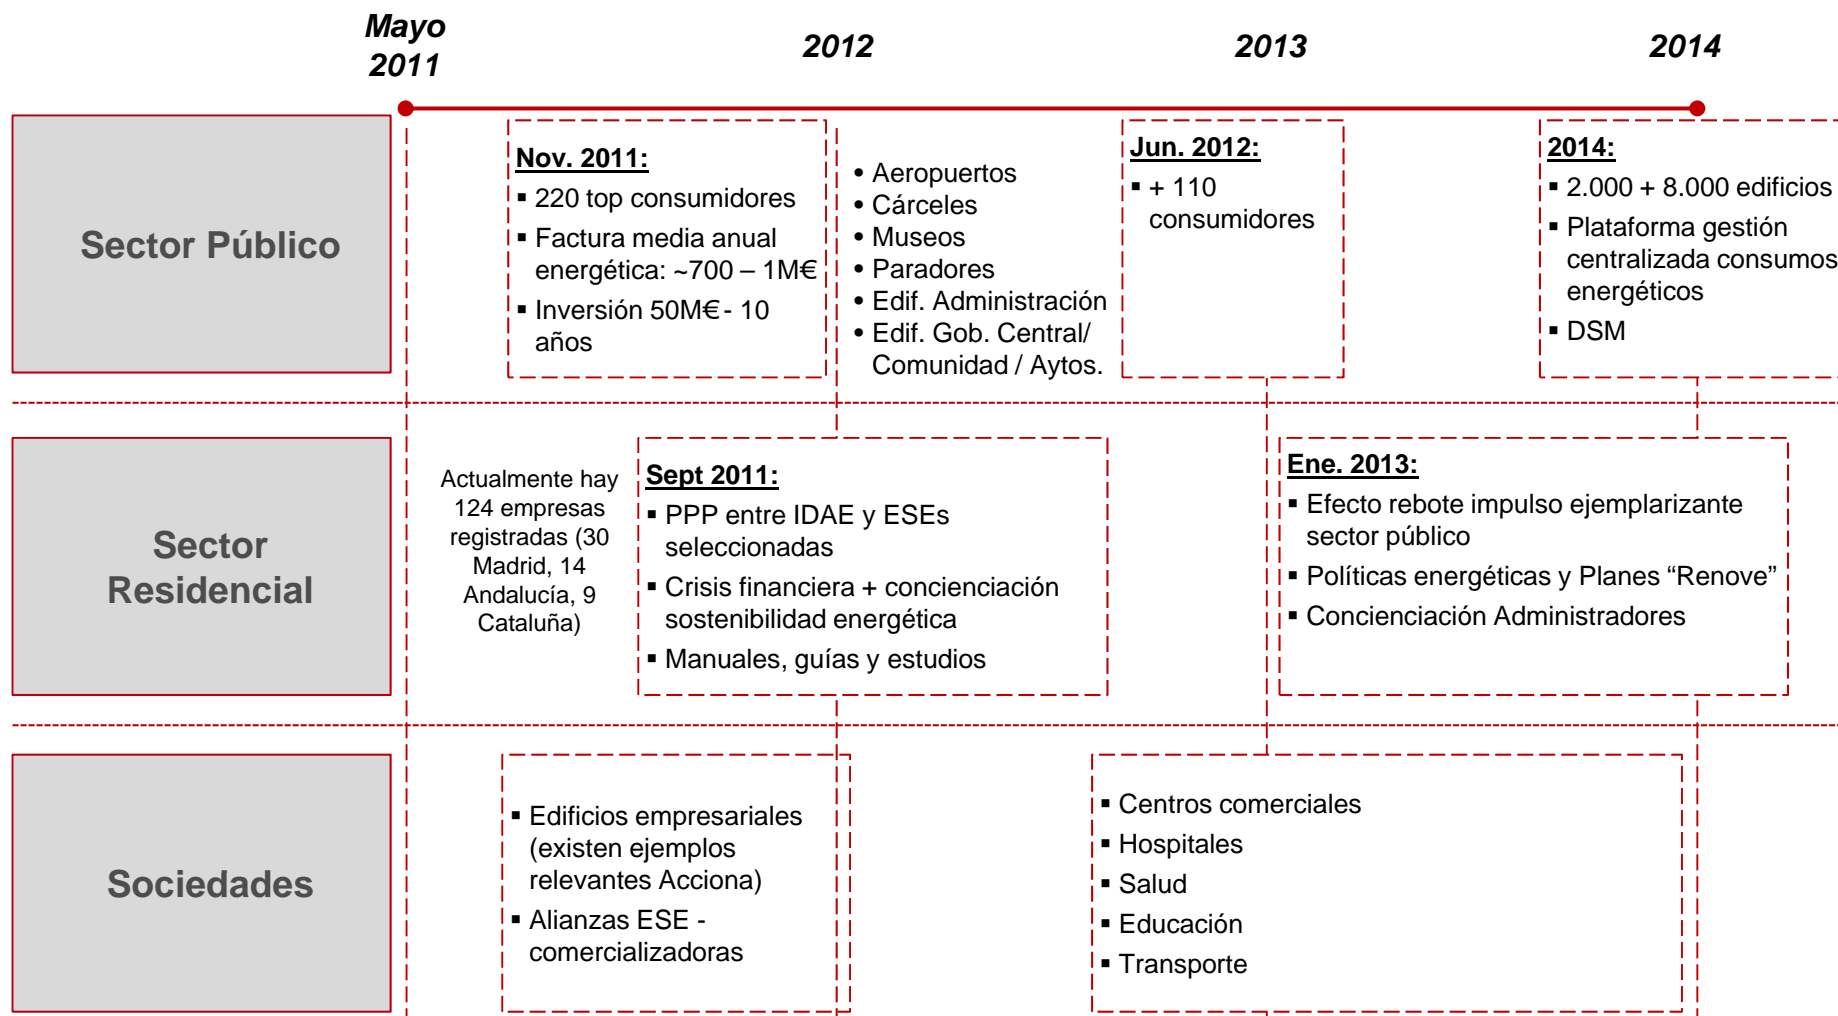 Mayo
2011
2012
2013
2014
Sector Público
Nov. 2011:
▪ 220 top consumidores
▪ Factura media anual
energética: ~700 – 1M€
▪ Inversión 50M€ - 10
años
• Aeropuertos
• Cárceles
• Museos
• Paradores
• Edif. Administración
• Edif. Gob. Central/
Comunidad / Aytos.
Jun. 2012:
▪ + 110
consumidores
2014:
▪ 2.000 + 8.000 edificios
▪ Plataforma gestión
centralizada consumos
energéticos
▪ DSM
Sector
Residencial
Actualmente hay
124 empresas
registradas (30
Madrid, 14
Andalucía, 9
Cataluña)
Sept 2011:
▪ PPP entre IDAE y ESEs
seleccionadas
▪ Crisis financiera + concienciación
sostenibilidad energética
▪ Manuales, guías y estudios
Ene. 2013:
▪ Efecto rebote impulso ejemplarizante
sector público
▪ Políticas energéticas y Planes “Renove”
▪ Concienciación Administradores
Sociedades
▪ Edificios empresariales
(existen ejemplos
relevantes Acciona)
▪ Alianzas ESE -
comercializadoras
▪ Centros comerciales
▪ Hospitales
▪ Salud
▪ Educación
▪ Transporte